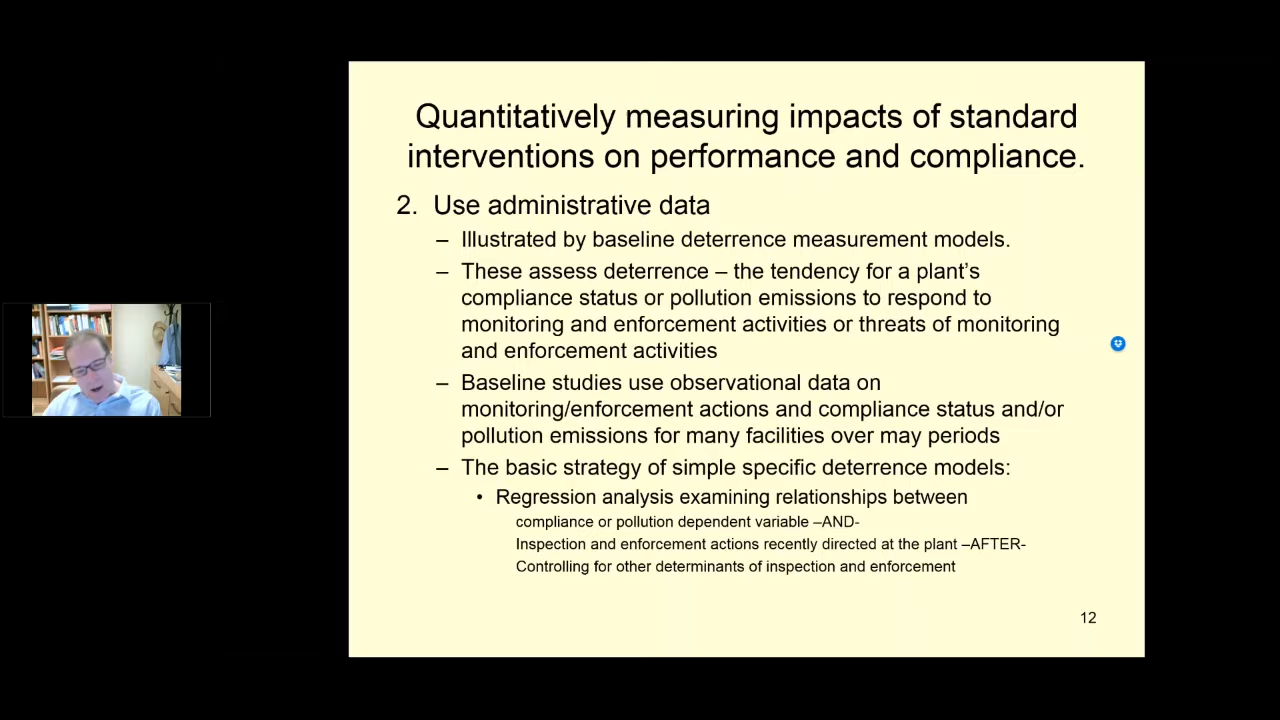 Quantitatively measuring impacts of standard
interventions on performance and compliance.
2. Use administrative data
– Illustrated by baseline deterrence measurement models.
– These assess deterrence – the tendency for a plant's
compliance status or pollution emissions to respond to
monitoring and enforcement activities or threats of monitoring
and enforcement activities
– Baseline studies use observational data on
monitoring/enforcement actions and compliance status and/or
pollution emissions for many facilities over may periods
– The basic strategy of simple specific deterrence models:
• Regression analysis examining relationships between
compliance or pollution dependent variable –AND-
Inspection and enforcement actions recently directed at the plant –AFTER-
Controlling for other determinants of inspection and enforcement
12